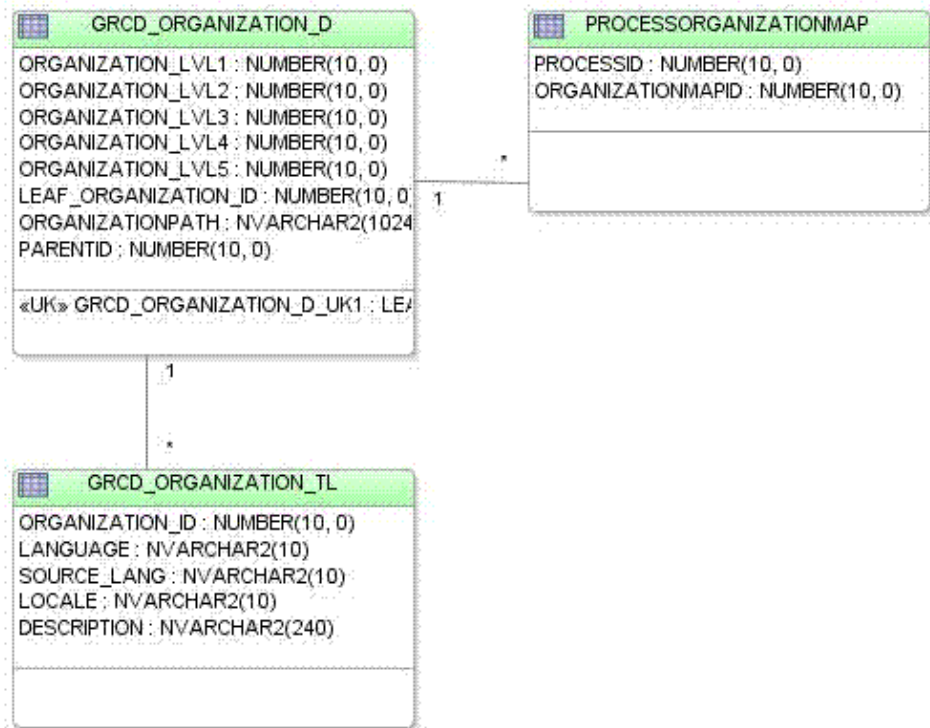 GRCD_ORGANIZATION_D
ORGANIZATION_LVL1 : NUMBER(10, 0)
ORGANIZATION_LVL2 : NUMBER(10, 0)
ORGANIZATION_LVL3 : NUMBER(10, 0)
ORGANIZATION_LVL4 : NUMBER(10, 0)
ORGANIZATION_LVL5 : NUMBER(10, 0)
LEAF_ORGANIZATION_ID : NUMBER(10, 0
ORGANIZATIONPATH : NVARCHAR2(1024
PARENTID : NUMBER(10, 0)
«UK» GRCD_ORGANIZATION_D_UK1 : LEA
PROCESSORGANIZATIONMAP
PROCESSID : NUMBER(10, 0)
ORGANIZATIONMAPID : NUMBER(10, 0)
*
1
1
*
GRCD_ORGANIZATION_TL
ORGANIZATION_ID : NUMBER(10, 0)
LANGUAGE : NVARCHAR2(10)
SOURCE_LANG : NVARCHAR2(10)
LOCALE : NVARCHAR2(10)
DESCRIPTION : NVARCHAR2(240)